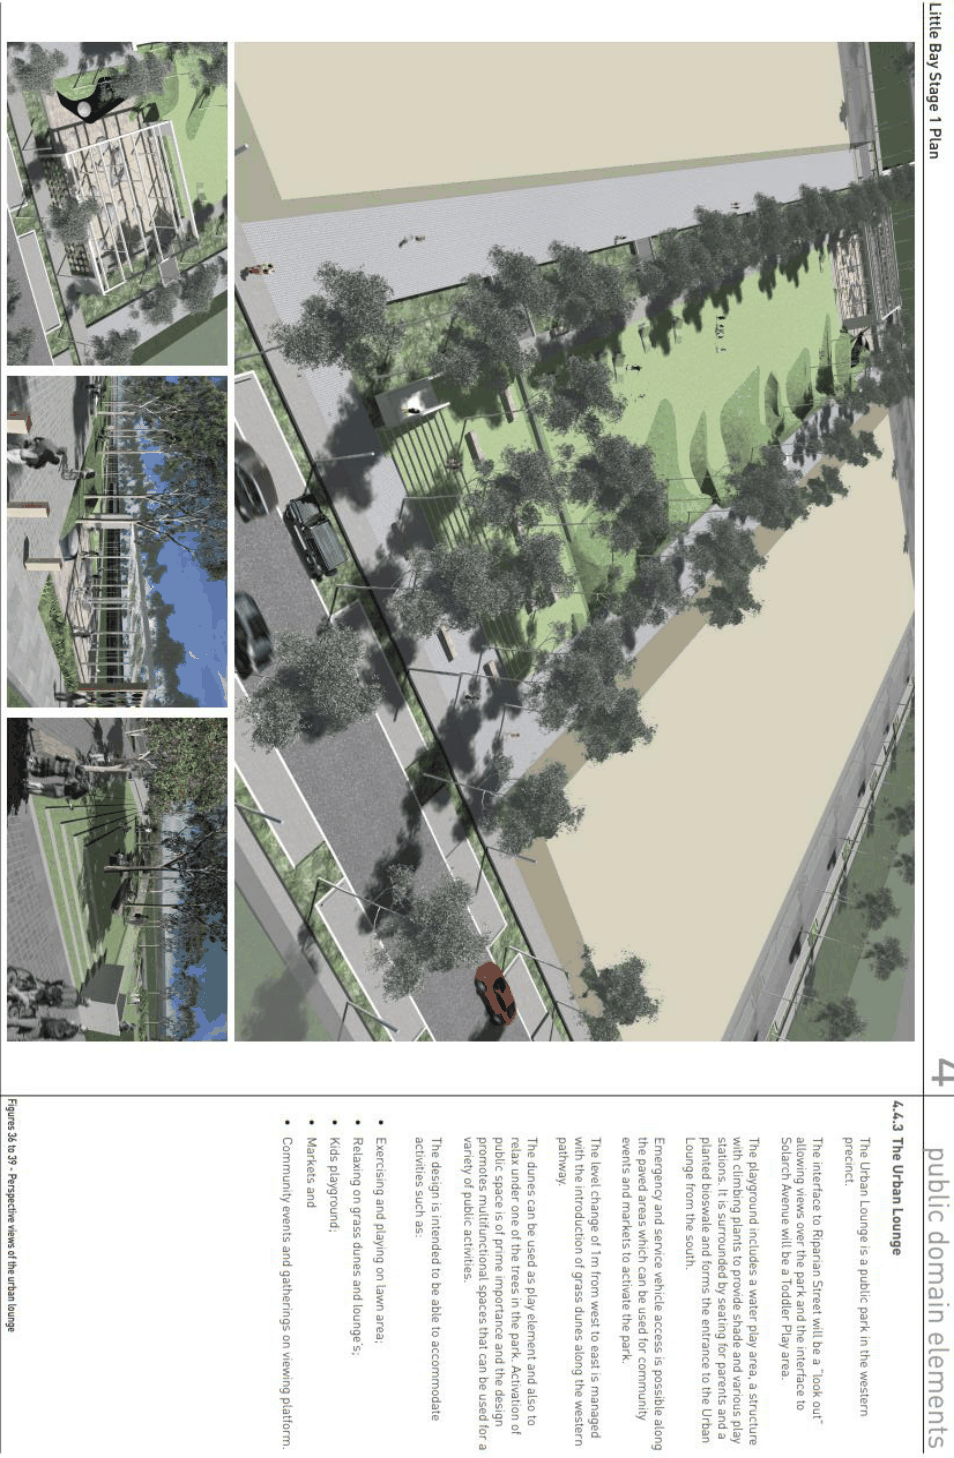 Little Bay Stage 1 Plan
4
public domain elements
4.4.3 The Urban Lounge
The Urban Lounge is a public park in the western
precinct.
The interface to Riparian Street will be a "look out"
allowing views over the park and the interface to
Solarch Avenue will be a Toddler Play area.
The playground includes a water play area, a structure
with climbing plants to provide shade and various play
stations. It is surrounded by seating for parents and a
planted bioswale and forms the entrance to the Urban
Lounge from the south.
Emergency and service vehicle access is possible along
the paved areas which can be used for community
events and markets to activate the park.
The level change of 1m from west to east is managed
with the introduction of grass dunes along the western
pathway.
The dunes can be used as play element and also to
relax under one of the trees in the park. Activation of
public space is of prime importance and the design
promotes multifunctional spaces that can be used for a
variety of public activities.
The design is intended to be able to accommodate
activities such as:
• Exercising and playing on lawn area;
• Relaxing on grass dunes and lounge's;
• Kids playground;
• Markets and
• Community events and gatherings on viewing platform.
Figures 36 to 39 - Perspective views of the urban lounge